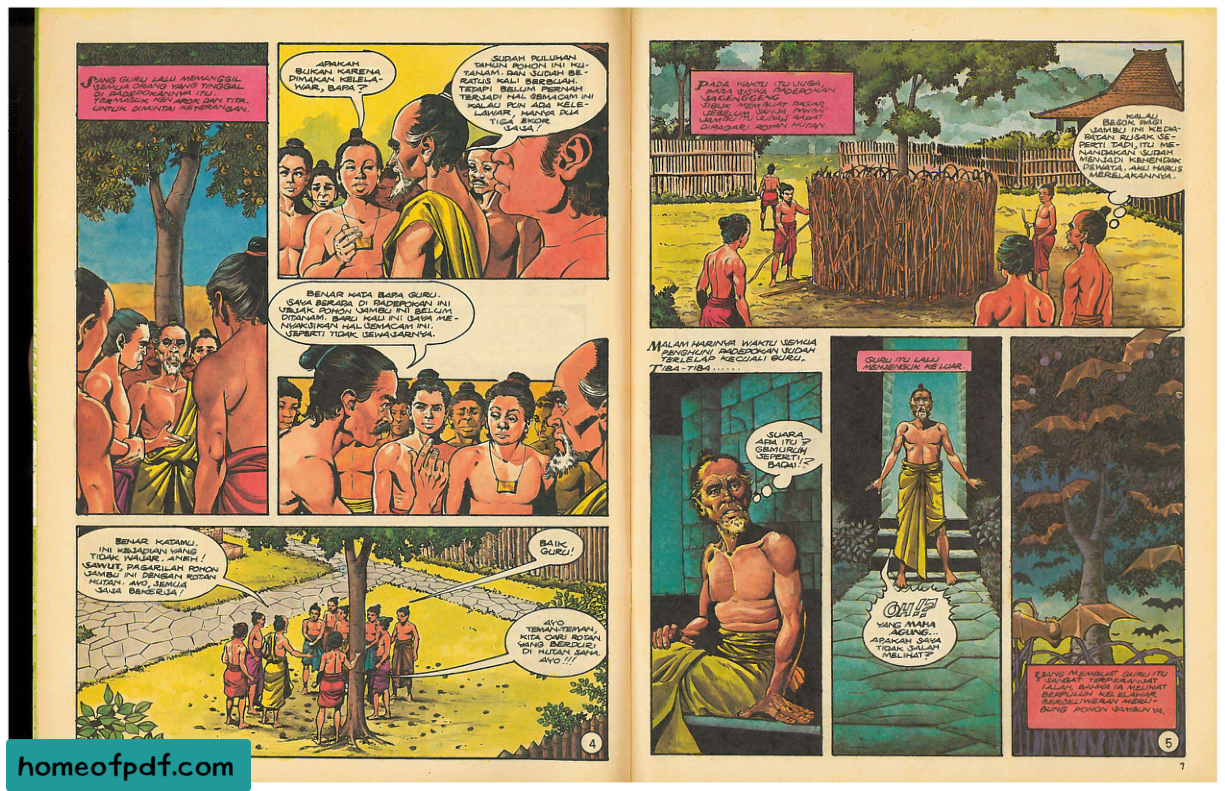 SANG GURU LALU MEMANGGIL
SEMUA ORANG YANG TINGGAL
DI PADEPOKANNYA ITU.
TERMASUK KEN AROK DAN TITA,
UNTUK DIMINTAI KETERANGAN.
APAKAH
BUKAN KARENA
DIMAKAN KELELA-
WAR, BAPA?
SUDAH PULUHAN
TAHUN POHON INI KU-
TANAM. DAN SUDAH BE-
RATUS KALI BERBUAH.
TETAPI BELUM PERNAH
TERJADI HAL SEMACAM INI
KALAU PUN ADA KELE-
LAWAR, HANYA DUA
TIGA EKOR
SAJA!
BENAR KATA BAPA GURU.
SAYA BERADA DI PADEPOKAN INI
SEJAK POHON JAMBU INI BELUM
DITANAM. BARU KALI INI SAYA ME-
NYAKSIKAN HAL SEMACAM INI.
SEPERTI TIDAK SEWAJARNYA.
BENAR KATAMU.
INI KEJADIAN YANG
TIDAK WAJAR. ANEH!
SAWUT, PAGARILAH POHON
JAMBU INI DENGAN ROTAN
HUTAN. AYO, SEMUA
SAJA BEKERJA!
BAIK
GURU!
AYO
TEMAN-TEMAN,
KITA CARI ROTAN
YANG BERDURI
DI HUTAN SANA.
AYO!!!
4
PADA WAKTU ITU JUGA,
PARA SISWA PADEPOKAN
SAGENGGENG
SIBUK MEMBUAT PAGAR.
SEBELUM SENJA POHON
JAMBU ITU SUDAH RAPAT
DIPAGARI ROTAN HUTAN.
KALAU
BESOK PAGI
JAMBU INI KEDA-
PATAN RUSAK SE-
PERTI TADI, ITU ME-
NANDAKAN SUDAH
MENJADI KEHENDAK
DEWATA. AKU HARUS
MERELAKANNYA.
MALAM HARINYA WAKTU SEMUA
PENGHUNI PADEPOKAN SUDAH
TERLELAP KECUALI GURU.
TIBA-TIBA......
SUARA
APA ITU?
GEMURUH
SEPERTI
BADAI!?
GURU ITU LALU
MENJENGUK KELUAR.
OH!!?
YANG MAHA
AGUNG...
APAKAH SAYA
TIDAK SALAH
MELIHAT?
YANG MEMBUAT GURU ITU
SANGAT TERPERANJAT
IALAH, BAHWA IA MELIHAT
BERPULUH KELELAWAR
BERSELIWERAN MERU-
BUNG POHON JAMBUNYA.
5
7
homeofpdf.com